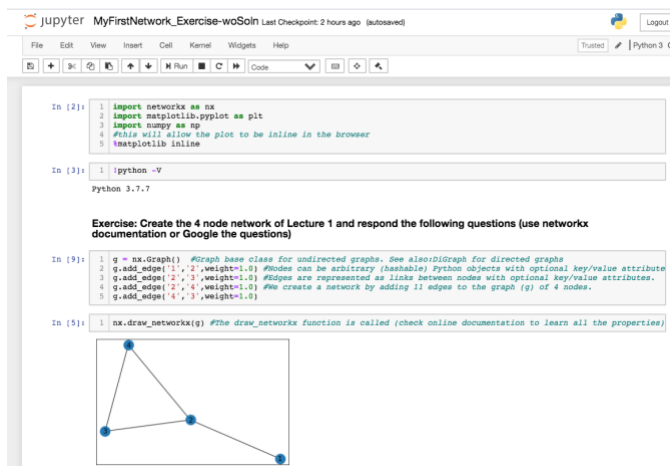 jupyter MyFirstNetwork_Exercise-woSoln Last Checkpoint: 2 hours ago (autosaved)
Logout
File Edit View Insert Cell Kernel Widgets Help
Trusted Python 3
Run Code
In [2]: 1 import networkx as nx
2 import matplotlib.pyplot as plt
3 import numpy as np
4 #this will allow the plot to be inline in the browser
5 %matplotlib inline
In [3]: 1 !python -V
Python 3.7.7
Exercise: Create the 4 node network of Lecture 1 and respond the following questions (use networkx
documentation or Google the questions)
In [9]: 1 g = nx.Graph() #Graph base class for undirected graphs. See also:DiGraph for directed graphs
2 g.add_edge('1','2',weight=1.0) #Nodes can be arbitrary (hashable) Python objects with optional key/value attribute
3 g.add_edge('2','3',weight=1.0) #Edges are represented as links between nodes with optional key/value attributes.
4 g.add_edge('2','4',weight=1.0) #We create a network by adding 11 edges to the graph (g) of 4 nodes.
5 g.add_edge('4','3',weight=1.0)
In [5]: 1 nx.draw_networkx(g) #The draw_networkx function is called (check online documentation to learn all the properties)
4
2
3
1